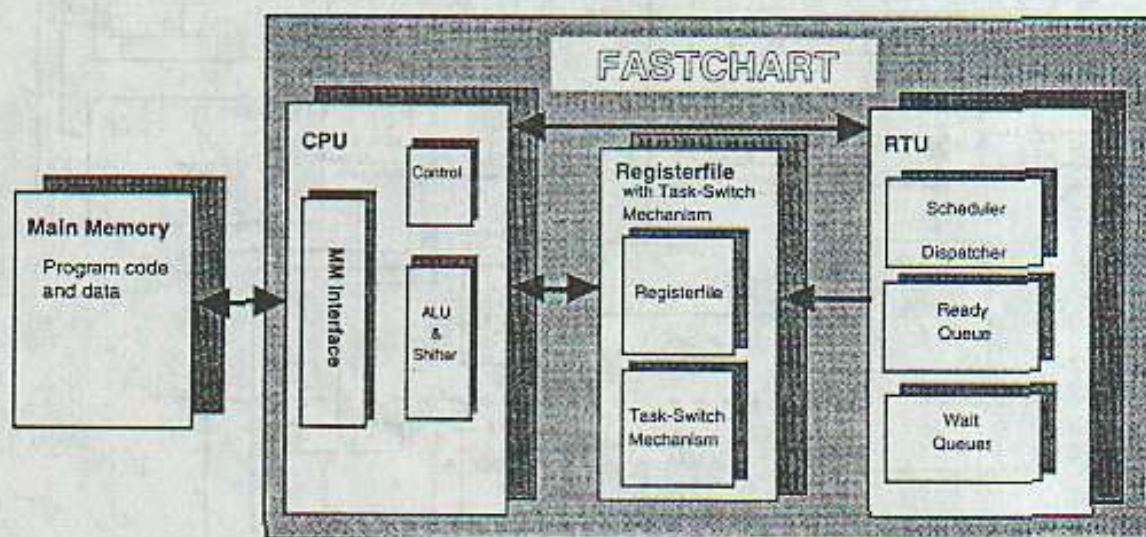 FASTCHART
Main Memory
Program code
and data
CPU
MM Interface
Control
ALU
&
Shifter
Registerfile
with Task-Switch
Mechanism
Registerfile
Task-Switch
Mechanism
RTU
Scheduler
Dispatcher
Ready
Queue
Wait
Queues